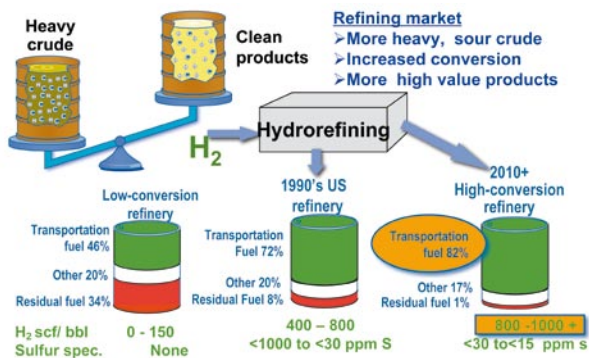 Heavy
crude
Clean
products
Refining market
➢More heavy, sour crude
➢Increased conversion
➢More high value products
H₂
Hydrorefining
Low-conversion
refinery
Transportation
fuel 46%
Other 20%
Residual fuel 34%
1990's US
refinery
Transportation
Fuel 72%
Other 20%
Residual Fuel 8%
2010+
High-conversion
refinery
Transportation
fuel 82%
Other 17%
Residual fuel 1%
H₂ scf/ bbl 0 - 150 400 – 800 800 -1000 +
Sulfur spec. None <1000 to <30 ppm S <30 to<15 ppm s